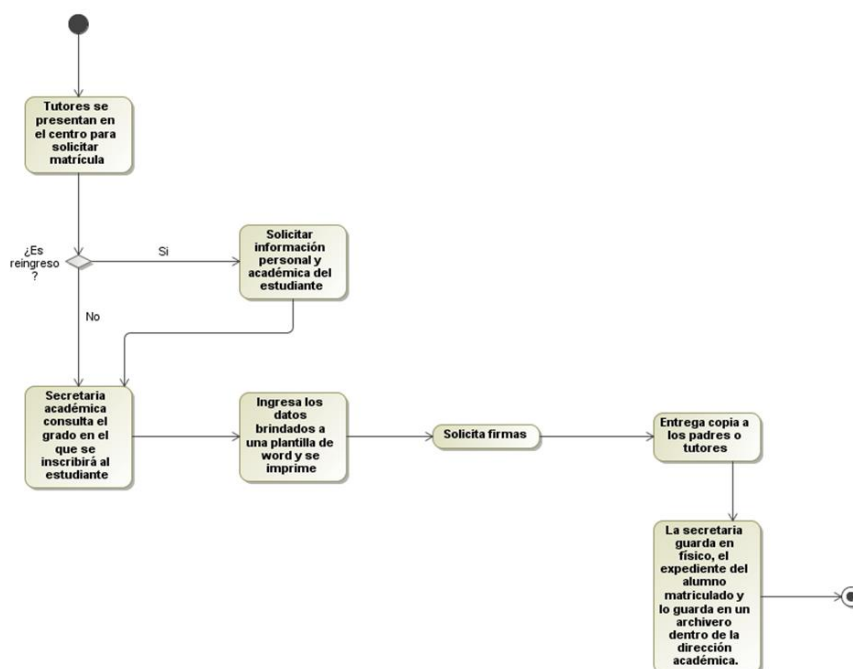 Tutores se
presentan en
el centro para
solicitar
matrícula
¿Es
reingreso
?
Si
Solicitar
información
personal y
académica del
estudiante
No
Secretaria
académica
consulta el
grado en el
que se
inscribirá al
estudiante
Ingresa los
datos
brindados a
una plantilla de
word y se
imprime
Solicita firmas
Entrega copia a
los padres o
tutores
La secretaria
guarda en
físico, el
expediente del
alumno
matriculado y
lo guarda en un
archivero
dentro de la
dirección
académica.